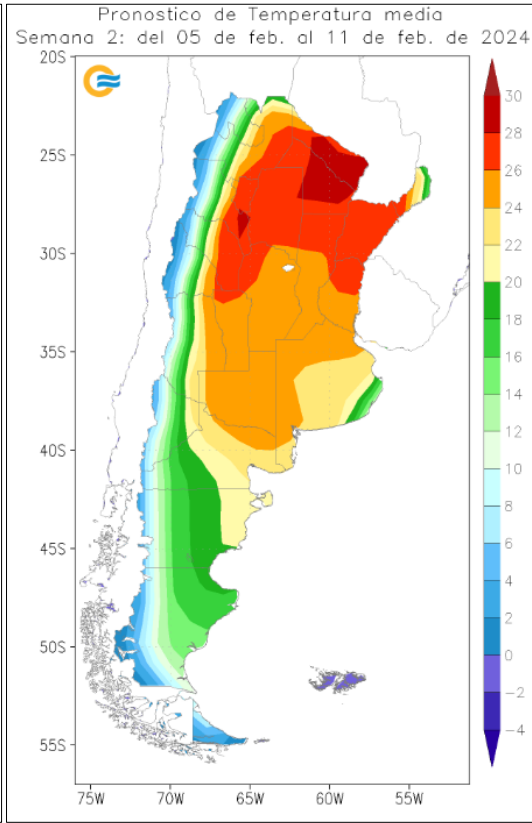 Pronostico de Temperatura media
Semana 2: del 05 de feb. al 11 de feb. de 2024
20S
25S
30S
35S
40S
45S
50S
55S
75W 70W 65W 60W 55W
30
28
26
24
22
20
18
16
14
12
10
8
6
4
2
0
−2
−4